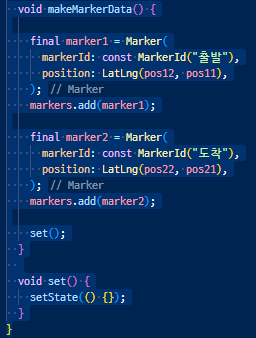 void makeMarkerData() {
final marker1 = Marker(
markerId: const MarkerId("출발"),
position: LatLng(pos12, pos11),
); // Marker
markers.add(marker1);
final marker2 = Marker(
markerId: const MarkerId("도착"),
position: LatLng(pos22, pos21),
); // Marker
markers.add(marker2);
set();
}
void set() {
setState(() {});
}
}